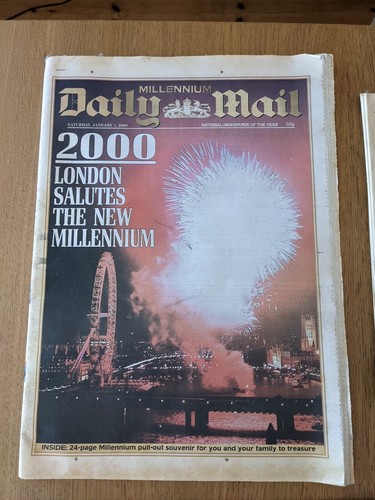 MILLENNIUM
Daily Mail
SATURDAY, JANUARY 1, 2000
NATIONAL NEWSPAPER OF THE YEAR
50p
2000
LONDON
SALUTES
THE NEW
MILLENNIUM
INSIDE: 24-page Millennium pull-out souvenir for you and your family to treasure